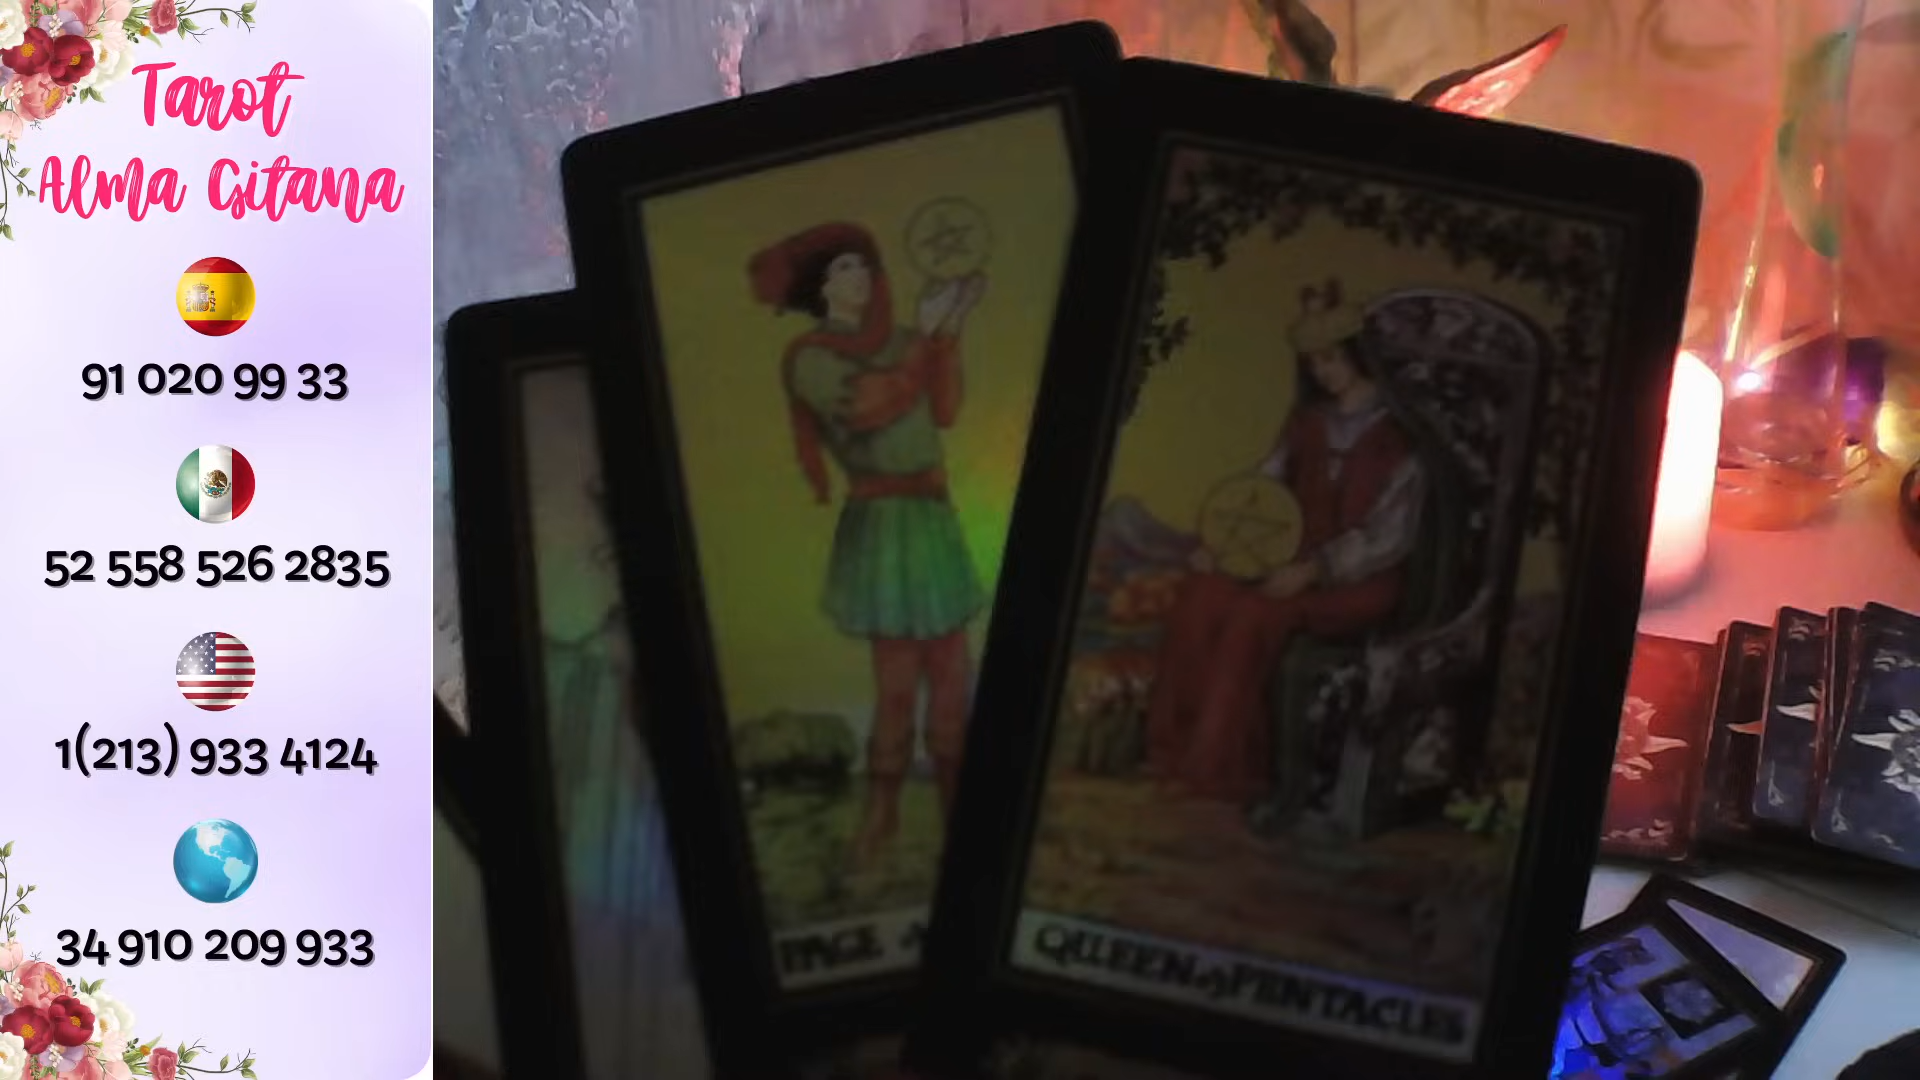 Tarot
Alma Gitana
91 020 99 33
52 558 526 2835
1(213) 933 4124
34 910 209 933
PAGE
QUEEN of PENTACLES